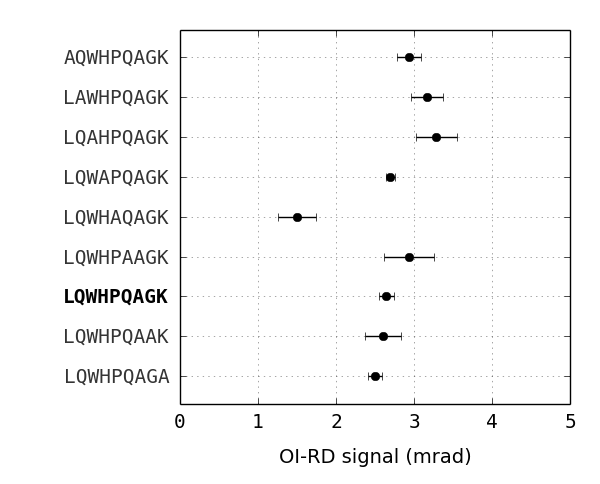 AQWHPQAGK
LAWHPQAGK
LQAHPQAGK
LQWAPQAGK
LQWHAQAGK
LQWHPAAGK
LQWHPQAGK
LQWHPQAAK
LQWHPQAGA
0 1 2 3 4 5
OI-RD signal (mrad)